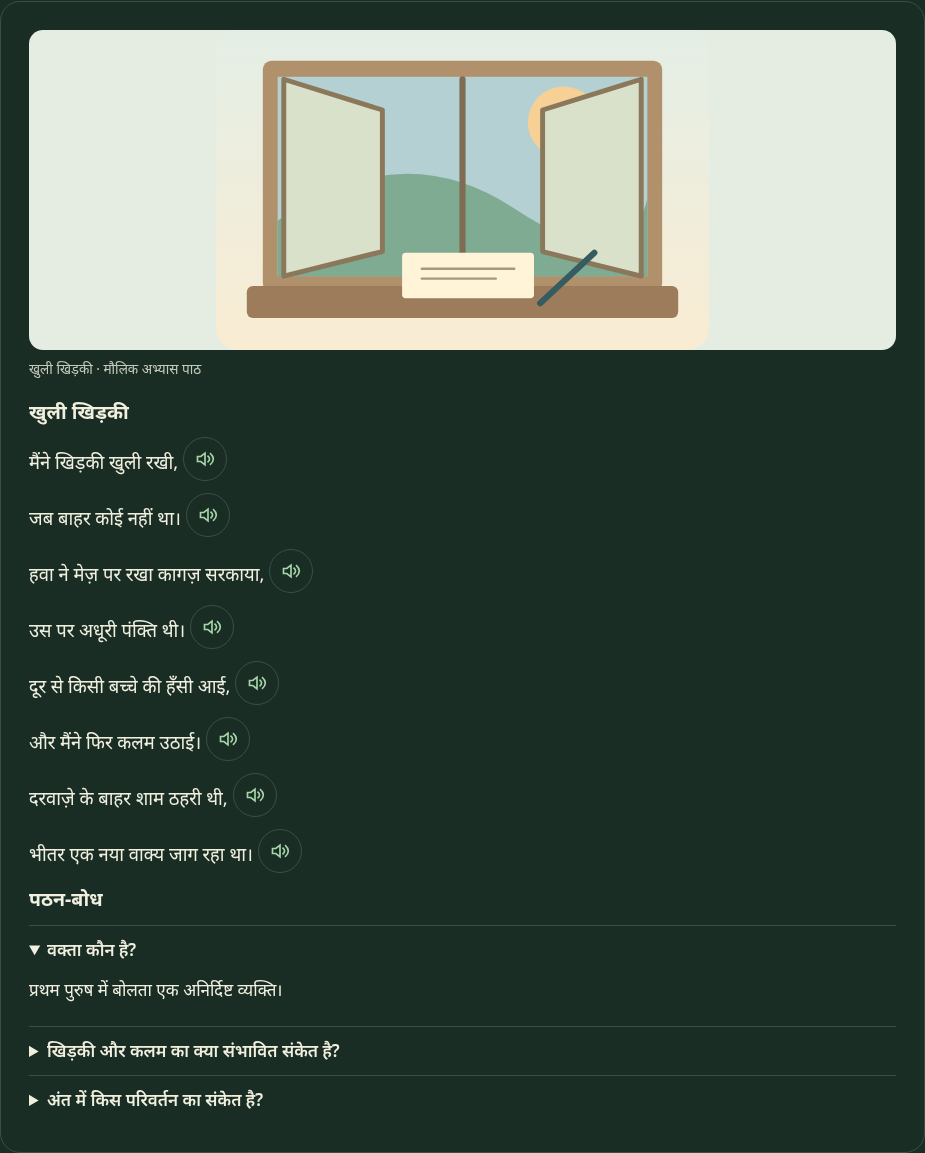 खुली खिड़की · मौलिक अभ्यास पाठ
खुली खिड़की
मैंने खिड़की खुली रखी,
जब बाहर कोई नहीं था।
हवा ने मेज़ पर रखा कागज़ सरकाया,
उस पर अधूरी पंक्ति थी।
दूर से किसी बच्चे की हँसी आई,
और मैंने फिर कलम उठाई।
दरवाज़े के बाहर शाम ठहरी थी,
भीतर एक नया वाक्य जाग रहा था।
पठन-बोध
वक्ता कौन है?
प्रथम पुरुष में बोलता एक अनिर्दिष्ट व्यक्ति।
खिड़की और कलम का क्या संभावित संकेत है?
अंत में किस परिवर्तन का संकेत है?